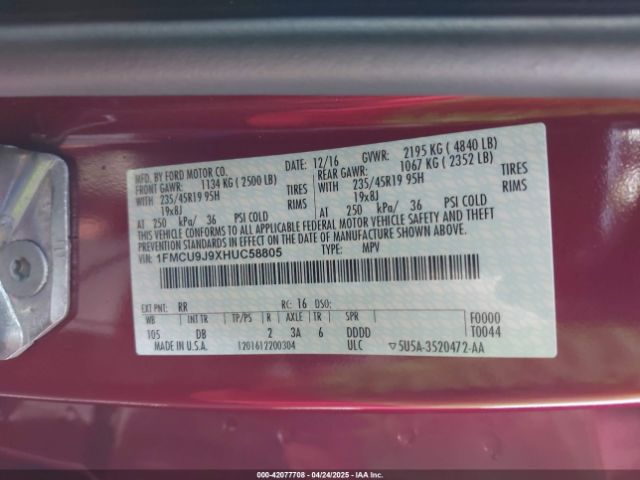 MFD. BY FORD MOTOR CO. DATE: 12/16 GVWR: 2195 KG ( 4840 LB)
FRONT GAWR: 1134 KG ( 2500 LB) REAR GAWR: 1067 KG ( 2352 LB)
WITH 235/45R19 95H TIRES WITH 235/45R19 95H TIRES
19x8J RIMS 19x8J RIMS
AT 250 kPa/ 36 PSI COLD AT 250 kPa/ 36 PSI COLD
THIS VEHICLE CONFORMS TO ALL APPLICABLE FEDERAL MOTOR VEHICLE SAFETY AND THEFT
PREVENTION STANDARDS IN EFFECT ON THE DATE OF MANUFACTURE SHOWN ABOVE.
1FMCU9J9XHUC58805 TYPE: MPV
EXT PNT: RR RC: 16 DSO:
WB INT TR TP/PS R AXLE TR SPR F0000
105 DB 2 3A 6 DDDD T0044
MADE IN U.S.A. 1201612200304 ULC ▽5U5A-3520472-AA
000-42077708 - 04/24/2025 - IAAI Inc.